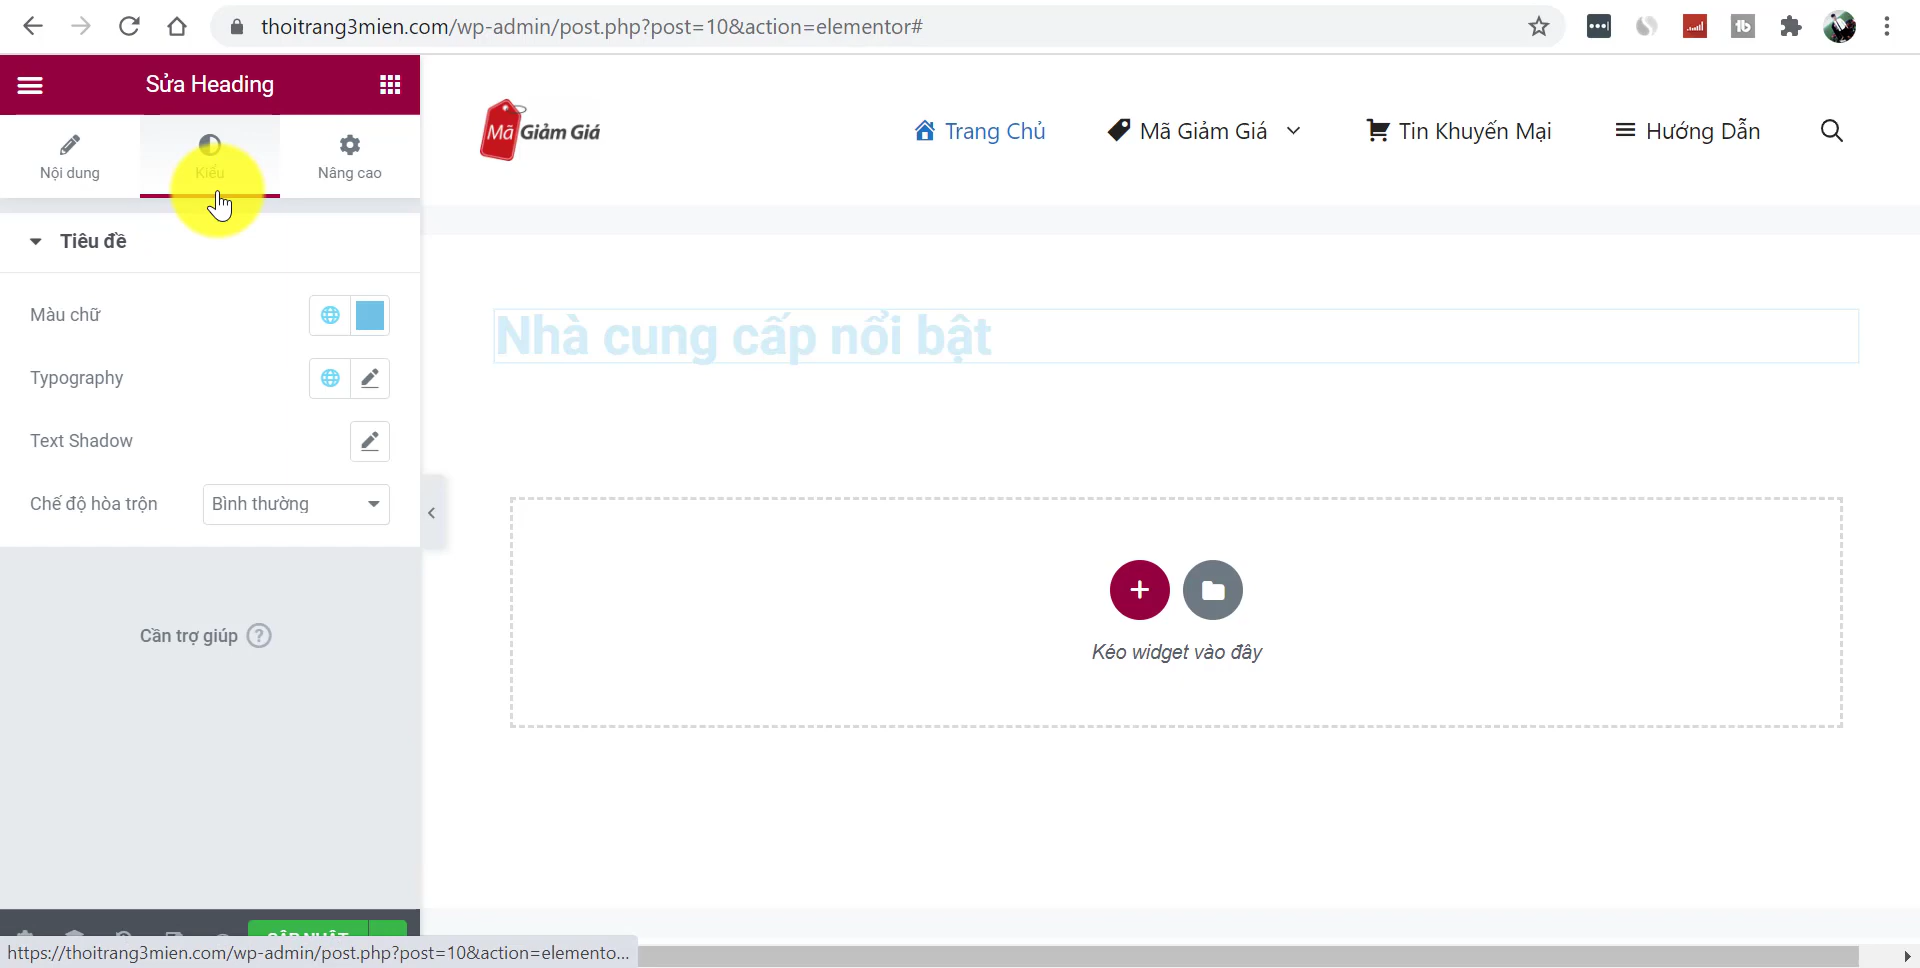 thoitrang3mien.com/wp-admin/post.php?post=10&action=elementor#
Sửa Heading
Nội dung
Kiểu
Nâng cao
Tiêu đề
Màu chữ
Typography
Text Shadow
Chế độ hòa trộn
Bình thường
Cần trợ giúp ?
Mã Giảm Giá
Trang Chủ
Mã Giảm Giá
Tin Khuyến Mại
Hướng Dẫn
Nhà cung cấp nổi bật
Kéo widget vào đây
CẬP NHẬT
https://thoitrang3mien.com/wp-admin/post.php?post=10&action=elemento...